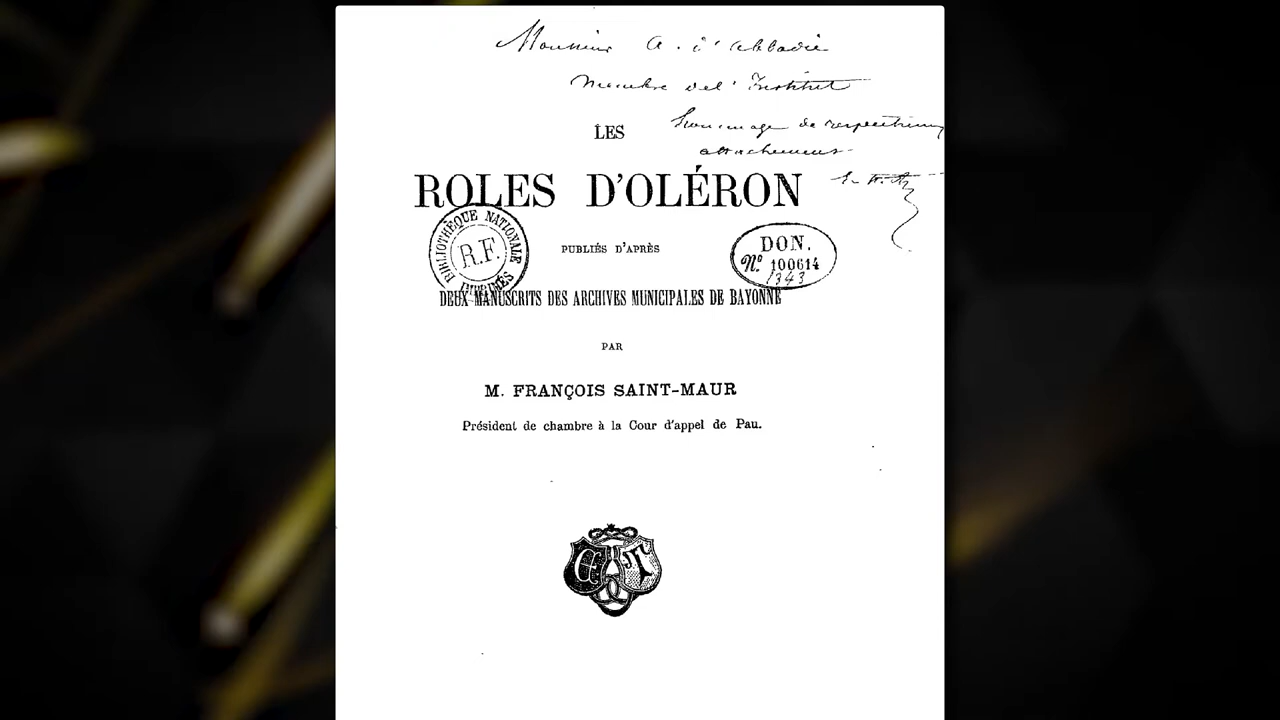 Monsieur A. d'Abbadie
Membre de l'Institut
hommage de respectueux
attachement
LES
ROLES D'OLÉRON
BIBLIOTHÈQUE NATIONALE
R.F.
IMPRIMÉS
PUBLIÉS D'APRÈS
DON.
Nº 100614
1343
DEUX MANUSCRITS DES ARCHIVES MUNICIPALES DE BAYONNE
PAR
M. FRANÇOIS SAINT-MAUR
Président de chambre à la Cour d'appel de Pau.